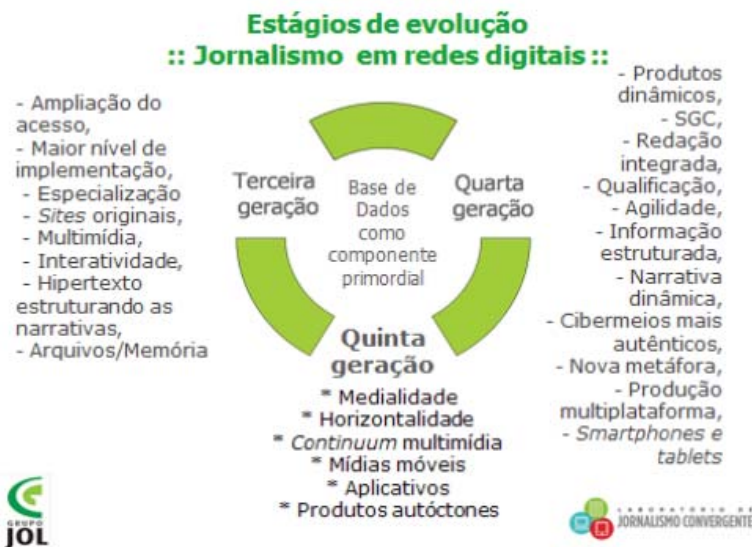 Estágios de evolução
:: Jornalismo em redes digitais ::
- Ampliação do
acesso,
- Maior nível de
implementação,
- Especialização
- Sites originais,
- Multimídia,
- Interatividade,
- Hipertexto
estruturando as
narrativas,
- Arquivos/Memória
Terceira
geração
Base de
Dados
como
componente
primordial
Quarta
geração
- Produtos
dinâmicos,
- SGC,
- Redação
integrada,
- Qualificação,
- Agilidade,
- Informação
estruturada,
- Narrativa
dinâmica,
- Cibermeios mais
autênticos,
- Nova metáfora,
- Produção
multiplataforma,
- Smartphones e
tablets
Quinta
geração
* Medialidade
* Horizontalidade
* Continuum multimídia
* Mídias móveis
* Aplicativos
* Produtos autóctones
GRUPO
JOL
LABORATÓRIO DE
JORNALISMO CONVERGENTE